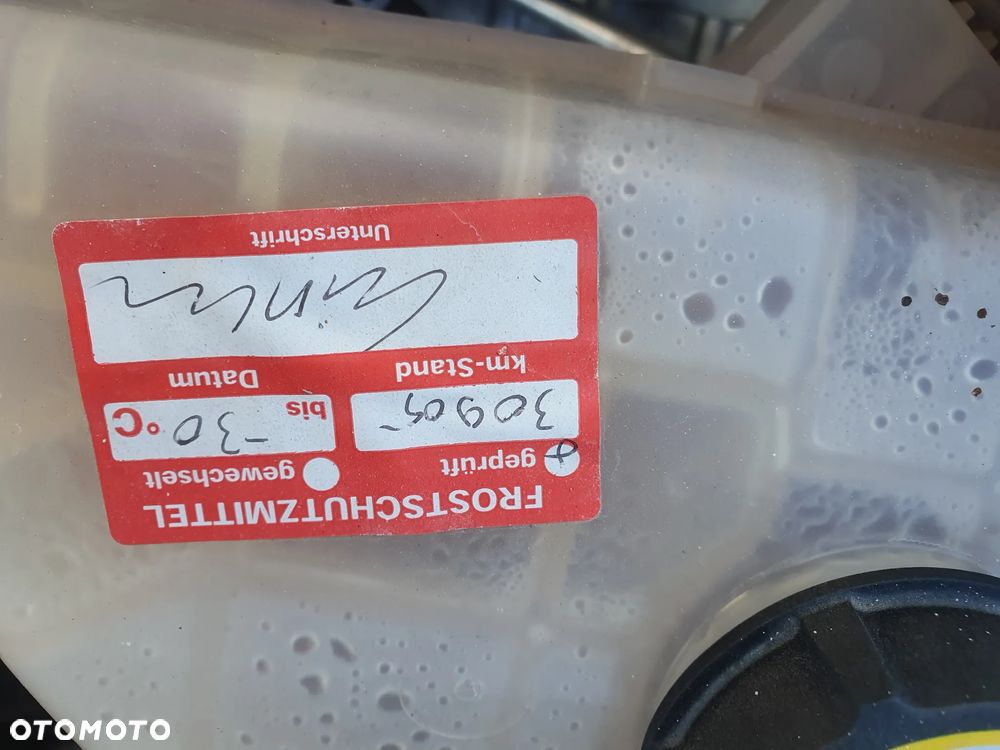 FROSTSCHUTZMITTEL
geprüft gewechselt
30905 bis -30 °C
km-Stand Datum
Unterschrift
OTOMOTO